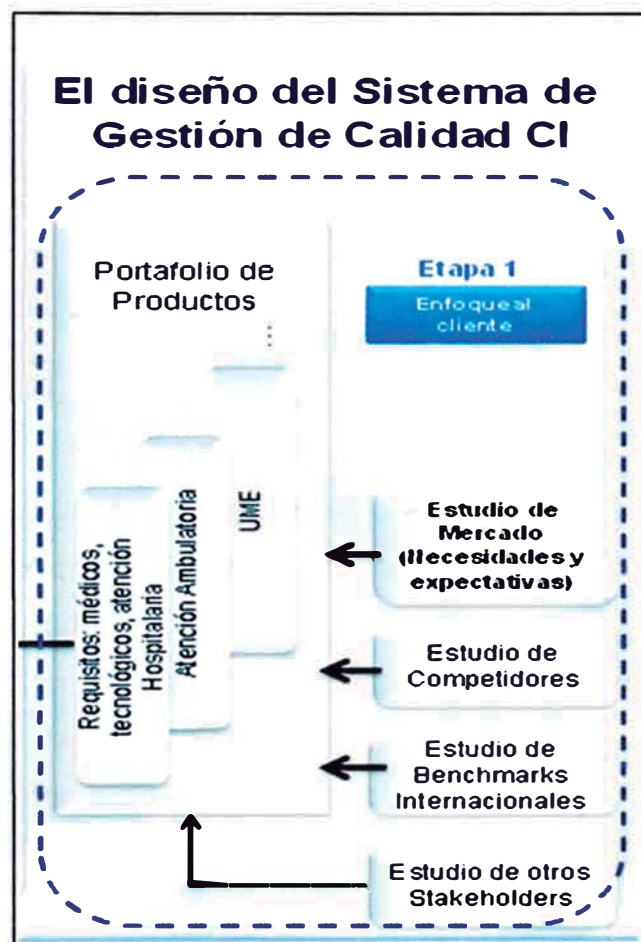 El diseño del Sistema de
Gestión de Calidad CI
Portafolio de
Productos
...
Requisitos: médicos,
tecnológicos, atención
Hospitalaria
Atención Ambulatoria
UME
Etapa 1
Enfoque al
cliente
Estudio de
Mercado
(Necesidades y
expectativas)
Estudio de
Competidores
Estudio de
Benchmarks
Internacionales
Estudio de otros
Stakeholders